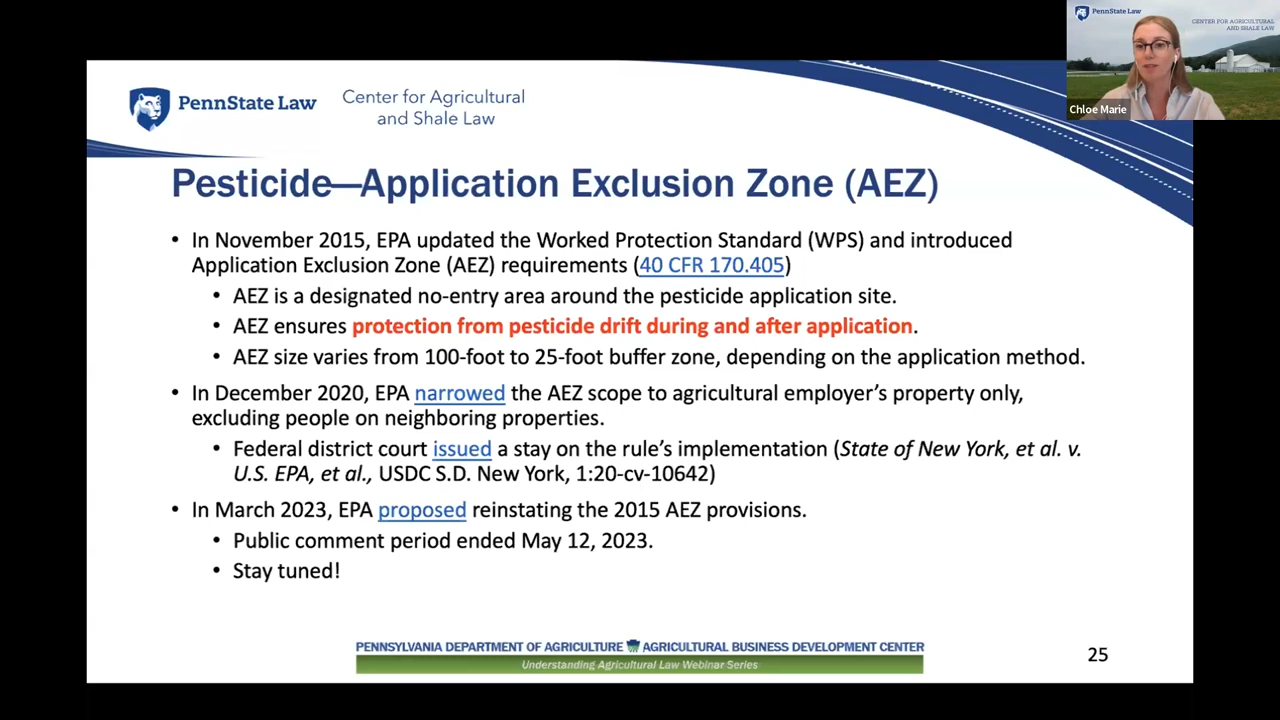 PennState Law
CENTER FOR AGRICULTURAL
AND SHALE LAW
Chloe Marie
PennState Law
Center for Agricultural
and Shale Law
Pesticide—Application Exclusion Zone (AEZ)
• In November 2015, EPA updated the Worked Protection Standard (WPS) and introduced
Application Exclusion Zone (AEZ) requirements (40 CFR 170.405)
• AEZ is a designated no-entry area around the pesticide application site.
• AEZ ensures protection from pesticide drift during and after application.
• AEZ size varies from 100-foot to 25-foot buffer zone, depending on the application method.
• In December 2020, EPA narrowed the AEZ scope to agricultural employer's property only,
excluding people on neighboring properties.
• Federal district court issued a stay on the rule's implementation (State of New York, et al. v.
U.S. EPA, et al., USDC S.D. New York, 1:20-cv-10642)
• In March 2023, EPA proposed reinstating the 2015 AEZ provisions.
• Public comment period ended May 12, 2023.
• Stay tuned!
PENNSYLVANIA DEPARTMENT OF AGRICULTURE AGRICULTURAL BUSINESS DEVELOPMENT CENTER
Understanding Agricultural Law Webinar Series
25